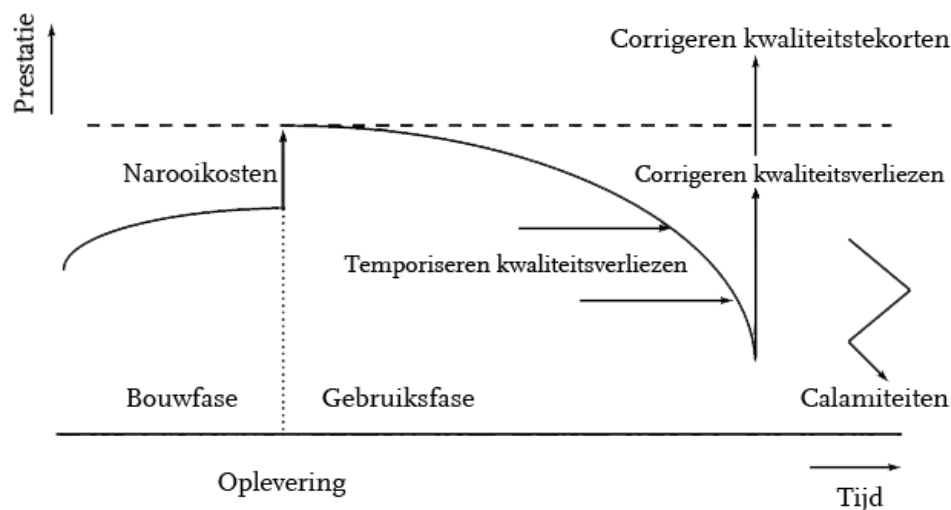 Prestatie
Corrigeren kwaliteitstekorten
Narooikosten
Corrigeren kwaliteitsverliezen
Temporiseren kwaliteitsverliezen
Bouwfase
Gebruiksfase
Calamiteiten
Oplevering
Tijd